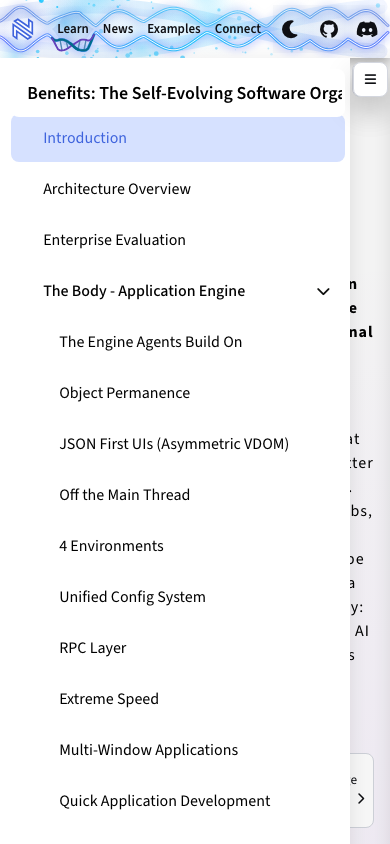 Learn News Examples Connect
Benefits: The Self-Evolving Software Orga
Introduction
Architecture Overview
Enterprise Evaluation
The Body - Application Engine
The Engine Agents Build On
Object Permanence
JSON First UIs (Asymmetric VDOM)
Off the Main Thread
4 Environments
Unified Config System
RPC Layer
Extreme Speed
Multi-Window Applications
Quick Application Development